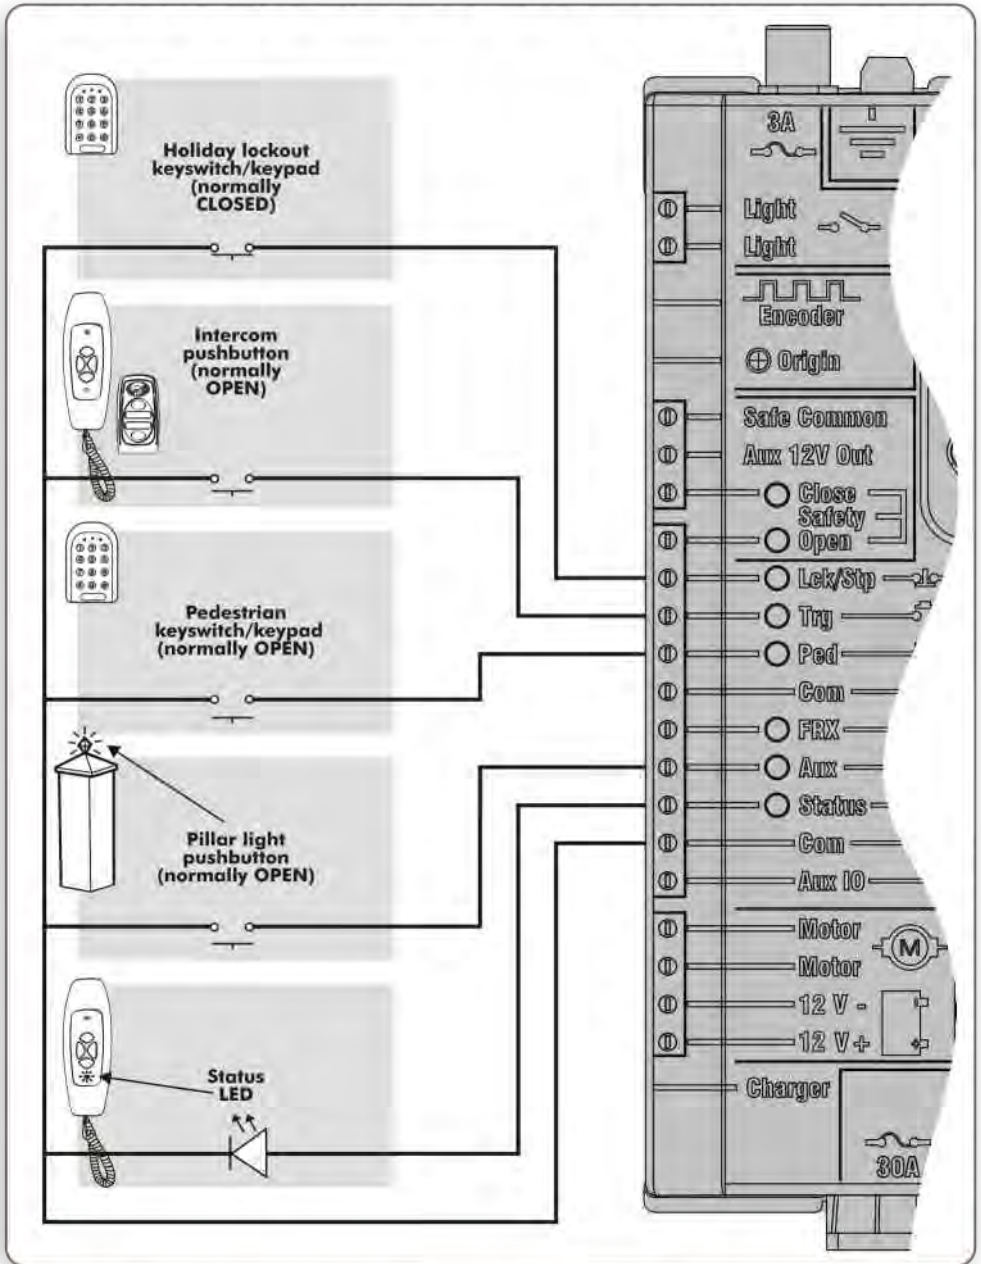 Holiday lockout
keyswitch/keypad
(normally
CLOSED)
Intercom
pushbutton
(normally
OPEN)
Pedestrian
keyswitch/keypad
(normally OPEN)
Pillar light
pushbutton
(normally OPEN)
Status
LED
3A
Light
Light
Encoder
Origin
Safe Common
Aux 12V Out
Close
Safety
Open
Lck/Stp
Trg
Ped
Com
FRX
Aux
Status
Com
Aux IO
Motor
M
Motor
12 V -
12 V +
Charger
30A